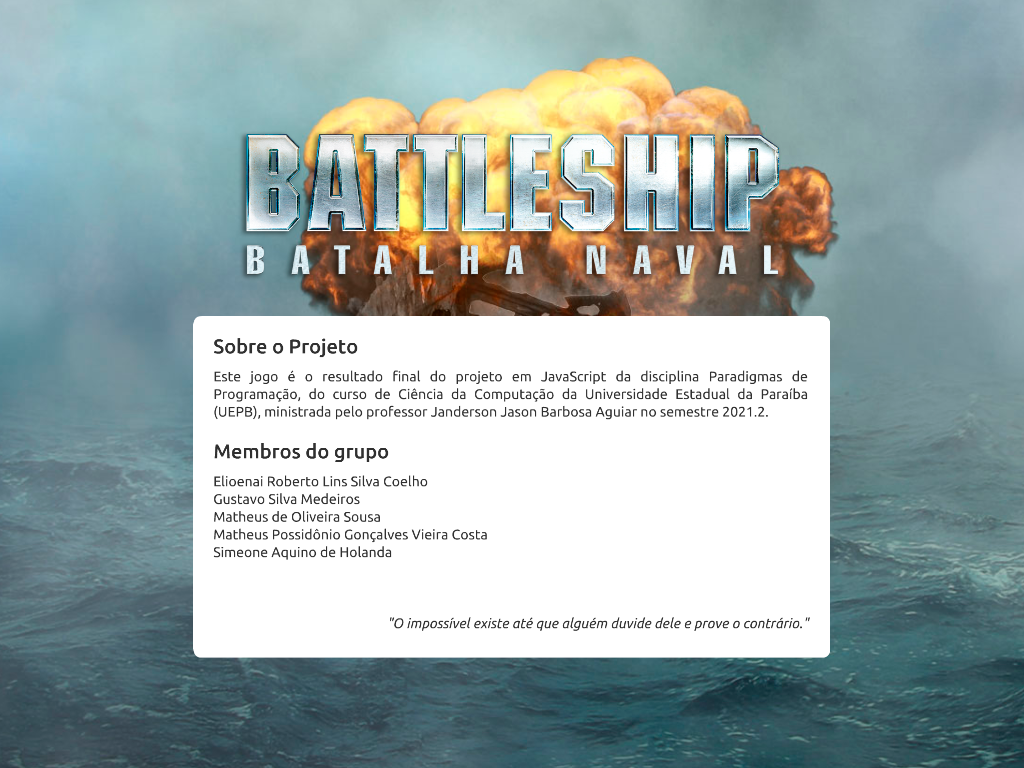 BATTLESHIP
BATALHA NAVAL
Sobre o Projeto
Este jogo é o resultado final do projeto em JavaScript da disciplina Paradigmas de
Programação, do curso de Ciência da Computação da Universidade Estadual da Paraíba
(UEPB), ministrada pelo professor Janderson Jason Barbosa Aguiar no semestre 2021.2.
Membros do grupo
Elioenai Roberto Lins Silva Coelho
Gustavo Silva Medeiros
Matheus de Oliveira Sousa
Matheus Possidônio Gonçalves Vieira Costa
Simeone Aquino de Holanda
"O impossível existe até que alguém duvide dele e prove o contrário."